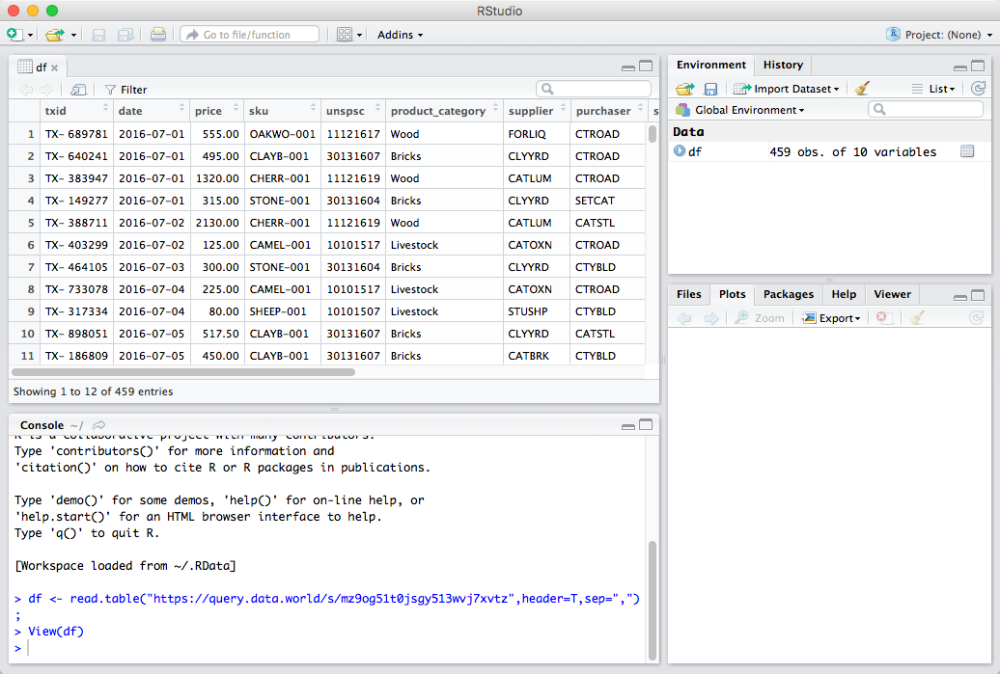 RStudio
Go to file/function
Addins
Project: (None)
df
Filter
txid date price sku unspsc product_category supplier purchaser s
1 TX- 689781 2016-07-01 555.00 OAKWO-001 11121617 Wood FORLIQ CTROAD
2 TX- 640241 2016-07-01 495.00 CLAYB-001 30131607 Bricks CLYYRD CTROAD
3 TX- 383947 2016-07-01 1320.00 CHERR-001 11121619 Wood CATLUM CTROAD
4 TX- 149277 2016-07-01 315.00 STONE-001 30131604 Bricks CLYYRD SETCAT
5 TX- 388711 2016-07-02 2130.00 CHERR-001 11121619 Wood CATLUM CATSTL
6 TX- 403299 2016-07-02 125.00 CAMEL-001 10101517 Livestock CATOXN CTROAD
7 TX- 464105 2016-07-03 300.00 STONE-001 30131604 Bricks CLYYRD CTYBLD
8 TX- 733078 2016-07-04 225.00 CAMEL-001 10101517 Livestock CATOXN CTROAD
9 TX- 317334 2016-07-04 80.00 SHEEP-001 10101507 Livestock STUSHP CTYBLD
10 TX- 898051 2016-07-05 517.50 CLAYB-001 30131607 Bricks CLYYRD CATSTL
11 TX- 186809 2016-07-05 450.00 CLAYB-001 30131607 Bricks CATBRK CTYBLD
Showing 1 to 12 of 459 entries
Console ~/
R is a collaborative project with many contributors.
Type 'contributors()' for more information and
'citation()' on how to cite R or R packages in publications.
Type 'demo()' for some demos, 'help()' for on-line help, or
'help.start()' for an HTML browser interface to help.
Type 'q()' to quit R.
[Workspace loaded from ~/.RData]
> df <- read.table("https://query.data.world/s/mz9og51t0jsgy513wvj7xvtz",header=T,sep=",")
;
> View(df)
>
Environment History
Import Dataset List
Global Environment
Data
df 459 obs. of 10 variables
Files Plots Packages Help Viewer
Zoom Export